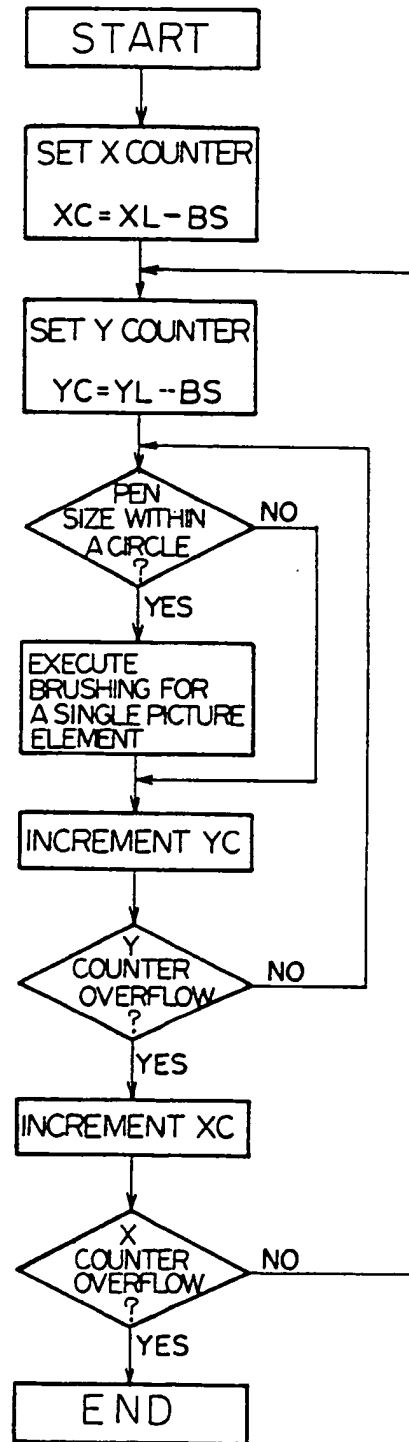 START
SET X COUNTER
XC=XL-BS
SET Y COUNTER
YC=YL--BS
PEN
SIZE WITHIN
A CIRCLE
?
NO
YES
EXECUTE
BRUSHING FOR
A SINGLE PICTURE
ELEMENT
INCREMENT YC
Y
COUNTER
OVERFLOW
?
NO
YES
INCREMENT XC
X
COUNTER
OVERFLOW
?
NO
YES
END